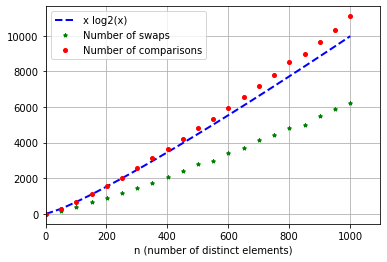 x log2(x)
Number of swaps
Number of comparisons
10000
8000
6000
4000
2000
0
0 200 400 600 800 1000
n (number of distinct elements)